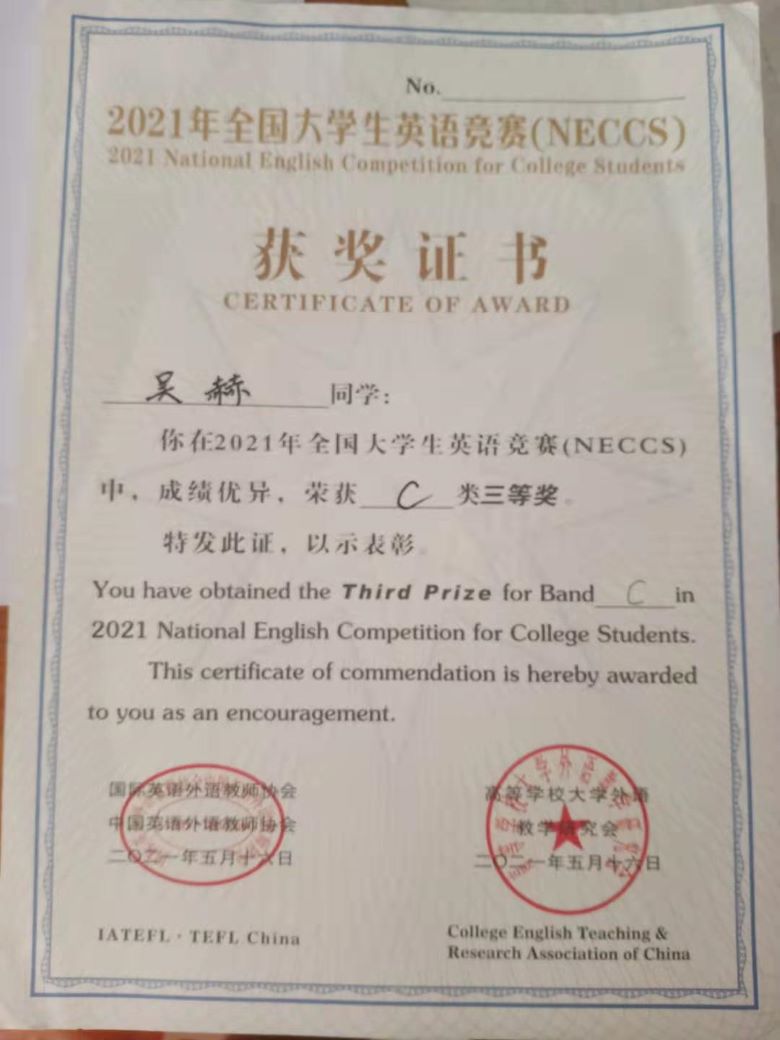 No.
2021年全国大学生英语竞赛(NECCS)
2021 National English Competition for College Students
获奖证书
CERTIFICATE OF AWARD
吴赫 同学：
你在2021年全国大学生英语竞赛(NECCS)
中，成绩优异，荣获 C 类三等奖。
特发此证，以示表彰。
You have obtained the Third Prize for Band C in
2021 National English Competition for College Students.
This certificate of commendation is hereby awarded
to you as an encouragement.
国际英语外语教师协会
中国英语外语教师协会
二〇二一年五月十六日
IATEFL · TEFL China
高等学校大学外语
教学研究会
二〇二一年五月十六日
College English Teaching &
Research Association of China